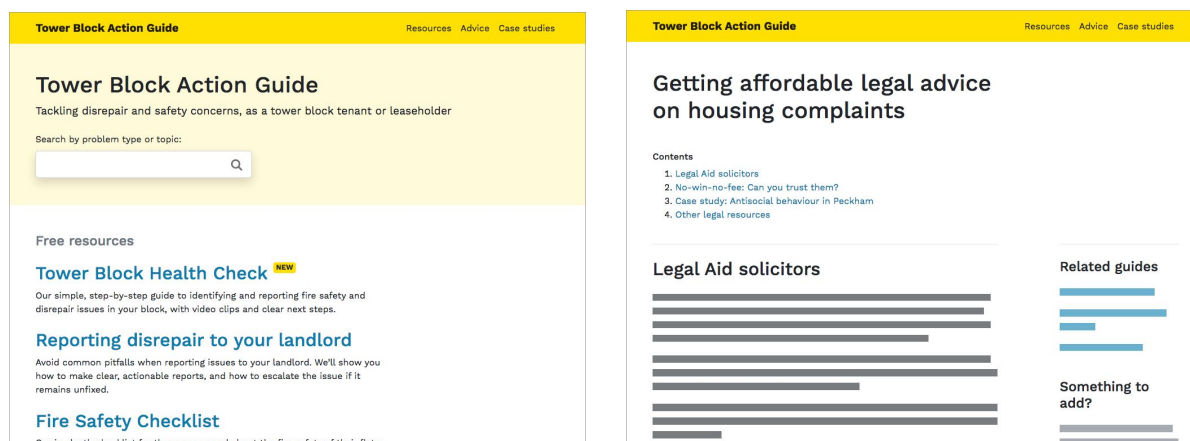 Tower Block Action Guide
Resources Advice Case studies
Tower Block Action Guide
Tackling disrepair and safety concerns, as a tower block tenant or leaseholder
Search by problem type or topic:
Free resources
Tower Block Health Check NEW
Our simple, step-by-step guide to identifying and reporting fire safety and
disrepair issues in your block, with video clips and clear next steps.
Reporting disrepair to your landlord
Avoid common pitfalls when reporting issues to your landlord. We'll show you
how to make clear, actionable reports, and how to escalate the issue if it
remains unfixed.
Fire Safety Checklist
Tower Block Action Guide
Resources Advice Case studies
Getting affordable legal advice
on housing complaints
Contents
1. Legal Aid solicitors
2. No-win-no-fee: Can you trust them?
3. Case study: Antisocial behaviour in Peckham
4. Other legal resources
Legal Aid solicitors
Related guides
Something to
add?